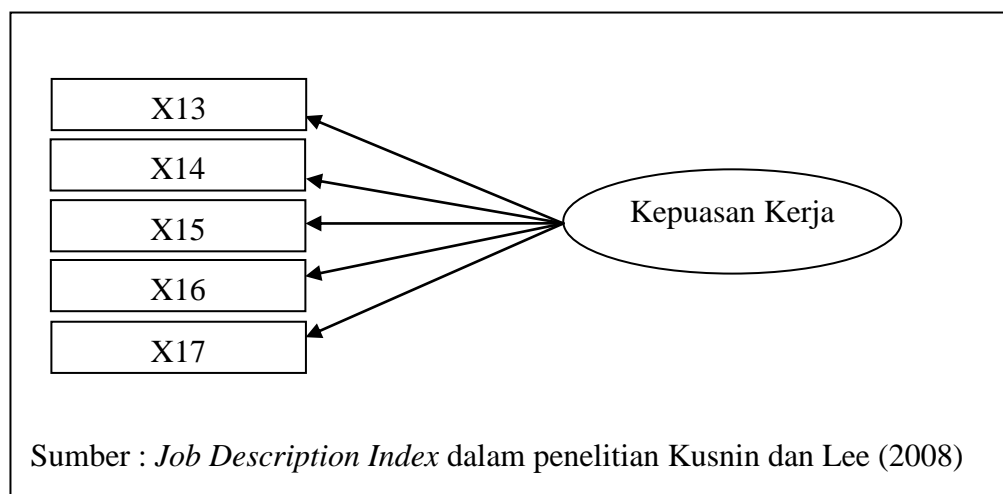 X13
X14
X15
X16
X17
Kepuasan Kerja
Sumber : Job Description Index dalam penelitian Kusnin dan Lee (2008)